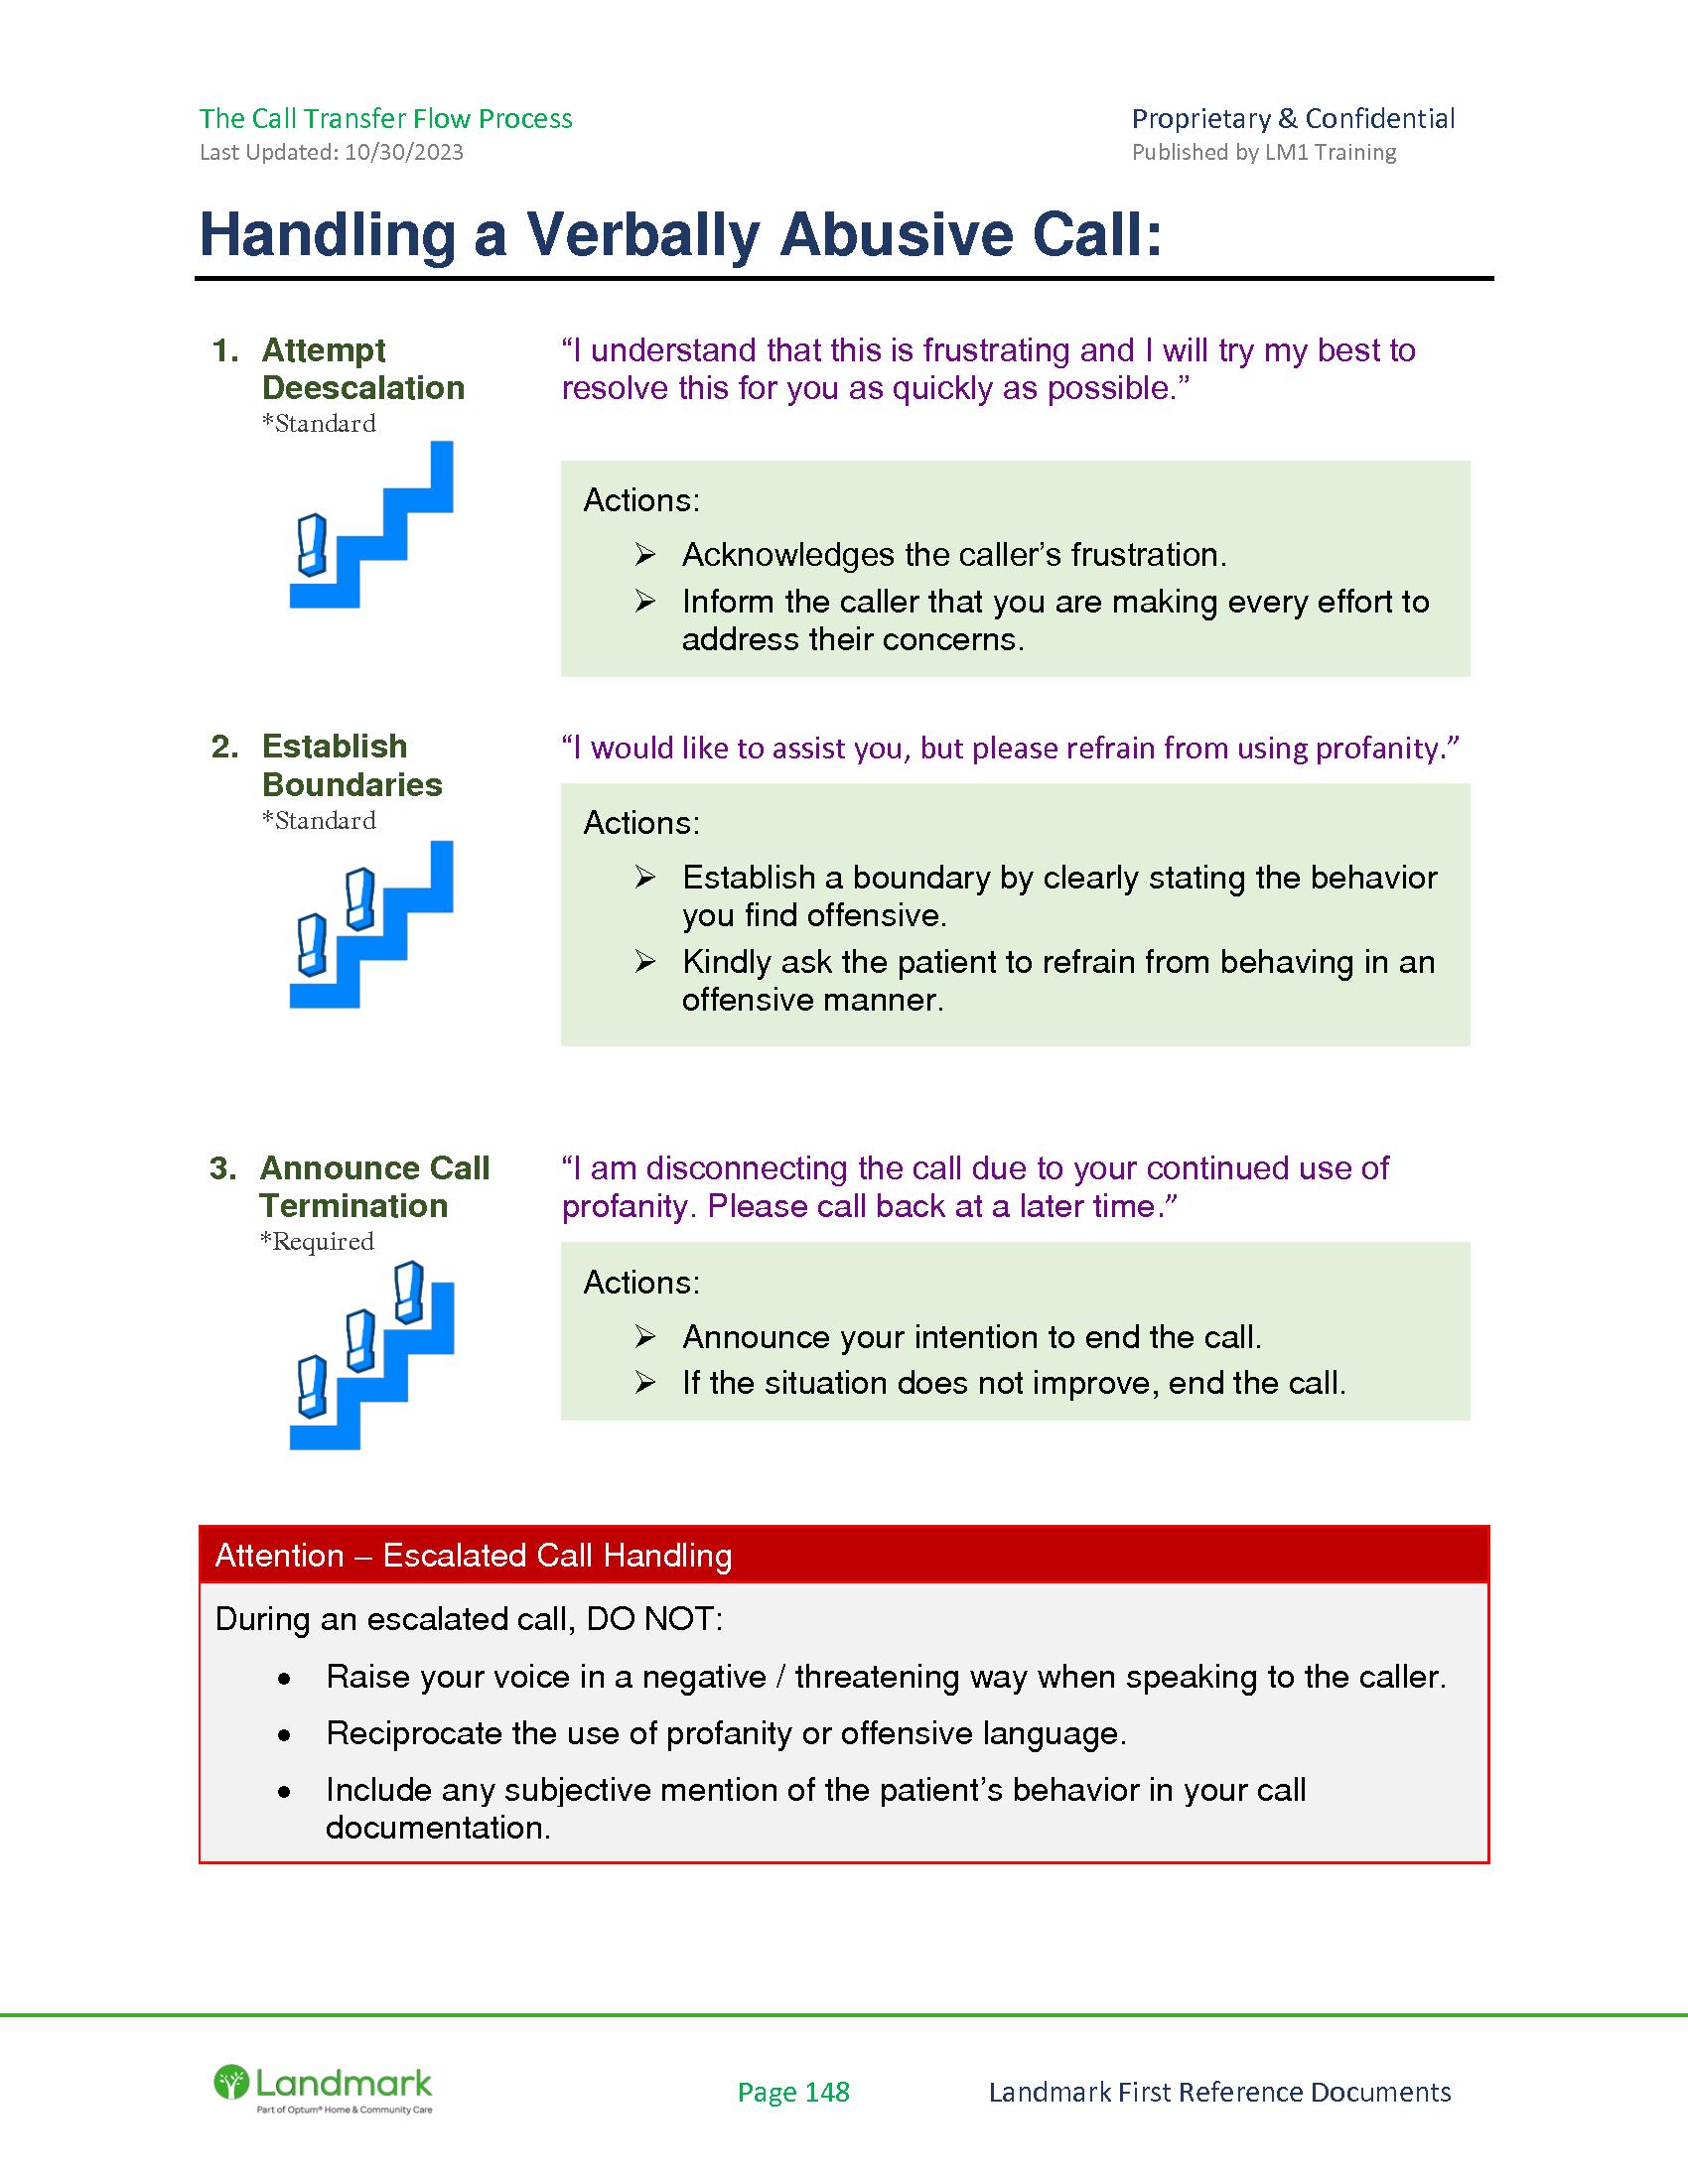 The Call Transfer Flow Process
Proprietary & Confidential
Last Updated: 10/30/2023
Published by LM1 Training
Handling a Verbally Abusive Call:
1. Attempt
Deescalation
*Standard
“I understand that this is frustrating and I will try my best to
resolve this for you as quickly as possible.”
Actions:
➢ Acknowledges the caller’s frustration.
➢ Inform the caller that you are making every effort to
address their concerns.
2. Establish
Boundaries
*Standard
“I would like to assist you, but please refrain from using profanity.”
Actions:
➢ Establish a boundary by clearly stating the behavior
you find offensive.
➢ Kindly ask the patient to refrain from behaving in an
offensive manner.
3. Announce Call
Termination
*Required
“I am disconnecting the call due to your continued use of
profanity. Please call back at a later time.”
Actions:
➢ Announce your intention to end the call.
➢ If the situation does not improve, end the call.
Attention – Escalated Call Handling
During an escalated call, DO NOT:
• Raise your voice in a negative / threatening way when speaking to the caller.
• Reciprocate the use of profanity or offensive language.
• Include any subjective mention of the patient’s behavior in your call
documentation.
Landmark
Part of Optum® Home & Community Care
Page 148
Landmark First Reference Documents